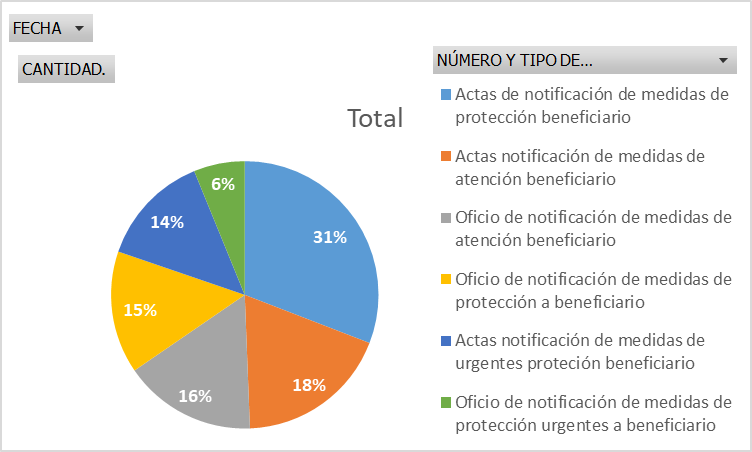 FECHA
CANTIDAD.
NÚMERO Y TIPO DE...
Total
Actas de notificación de medidas de
protección beneficiario
Actas notificación de medidas de
atención beneficiario
Oficio de notificación de medidas de
atención beneficiario
Oficio de notificación de medidas de
protección a beneficiario
Actas notificación de medidas de
urgentes proteción beneficiario
Oficio de notificación de medidas de
protección urgentes a beneficiario
31%
18%
16%
15%
14%
6%